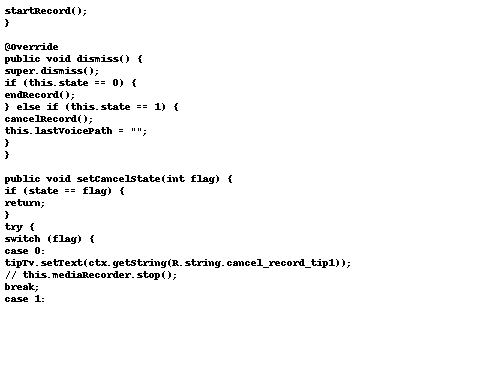 startRecord();
}
@Override
public void dismiss() {
super.dismiss();
if (this.state == 0) {
endRecord();
} else if (this.state == 1) {
cancelRecord();
this.lastVoicePath = "";
}
}
public void setCancelState(int flag) {
if (state == flag) {
return;
}
try {
switch (flag) {
case 0:
tipTv.setText(ctx.getString(R.string.cancel_record_tip1));
// this.mediaRecorder.stop();
break;
case 1: